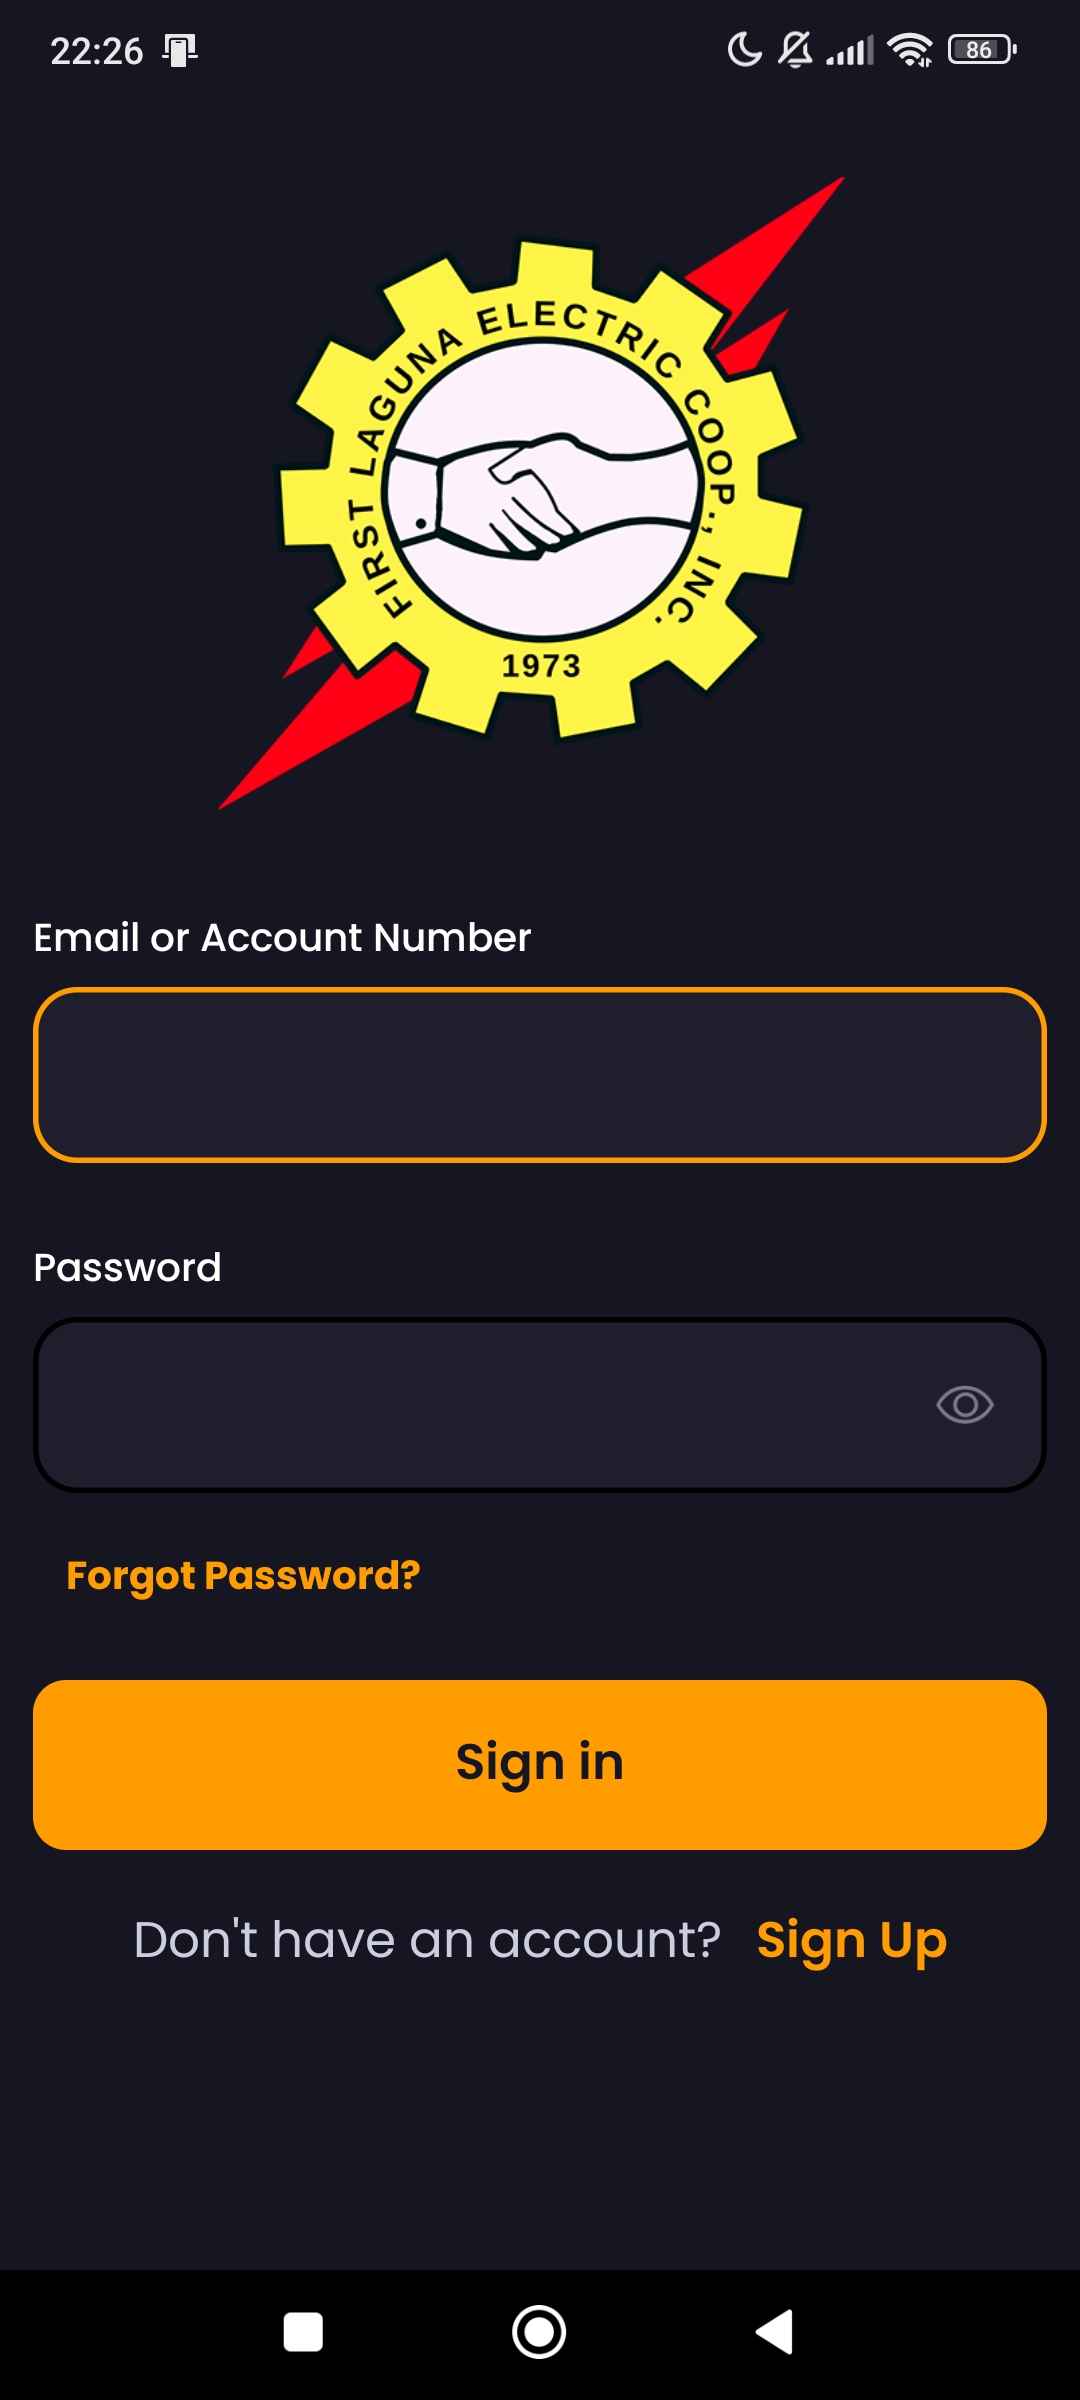 22:26
86
FIRST LAGUNA ELECTRIC COOP., INC.
1973
Email or Account Number
Password
Forgot Password?
Sign in
Don't have an account? Sign Up